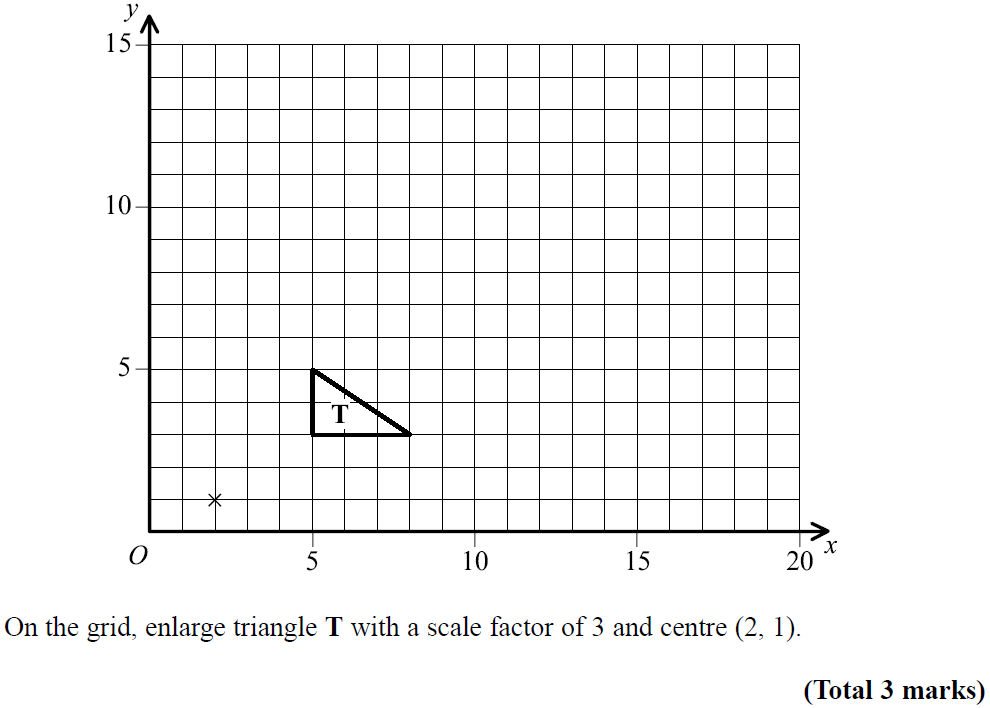 y
15
10
5
T
O
5 10 15 20 x
On the grid, enlarge triangle T with a scale factor of 3 and centre (2, 1).
(Total 3 marks)